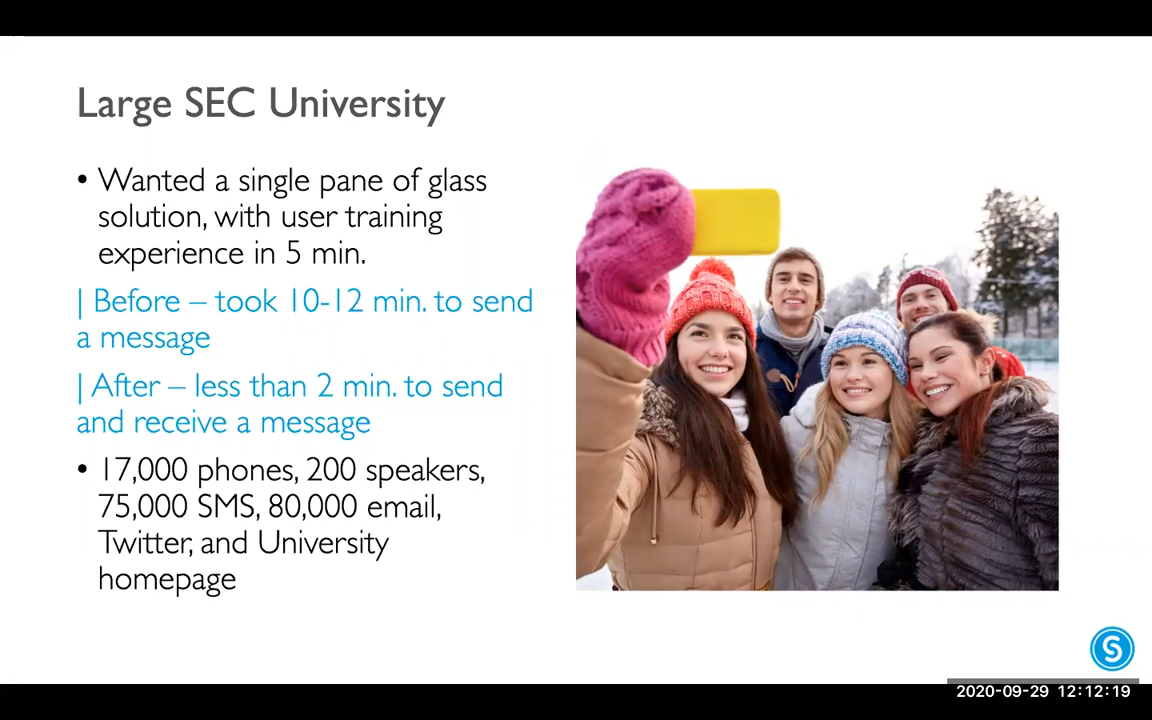 Large SEC University
• Wanted a single pane of glass
solution, with user training
experience in 5 min.
| Before – took 10-12 min. to send
a message
| After – less than 2 min. to send
and receive a message
• 17,000 phones, 200 speakers,
75,000 SMS, 80,000 email,
Twitter, and University
homepage
S
2020-09-29 12:12:19